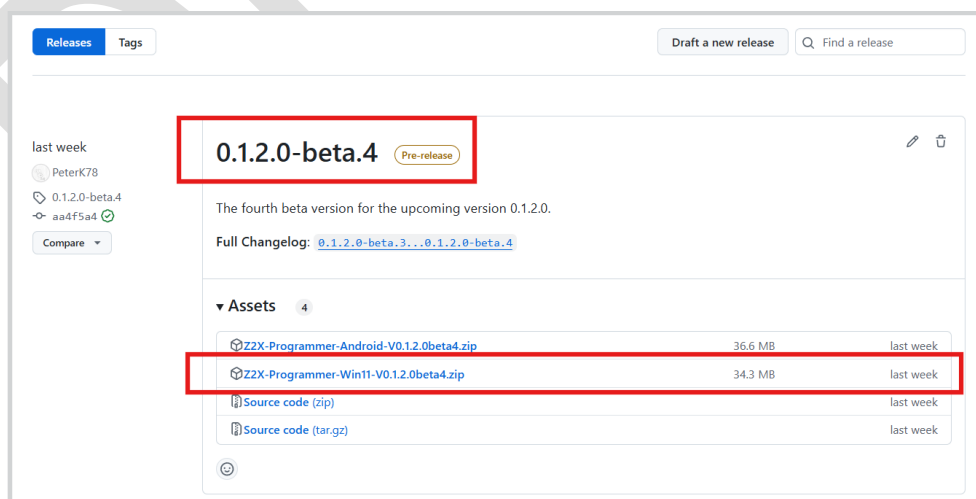 Releases
Tags
Draft a new release
Find a release
last week
PeterK78
0.1.2.0-beta.4
aa4f5a4
Compare
0.1.2.0-beta.4 Pre-release
The fourth beta version for the upcoming version 0.1.2.0.
Full Changelog: 0.1.2.0-beta.3...0.1.2.0-beta.4
Assets 4
Z2X-Programmer-Android-V0.1.2.0beta4.zip 36.6 MB last week
Z2X-Programmer-Win11-V0.1.2.0beta4.zip 34.3 MB last week
Source code (zip) last week
Source code (tar.gz) last week